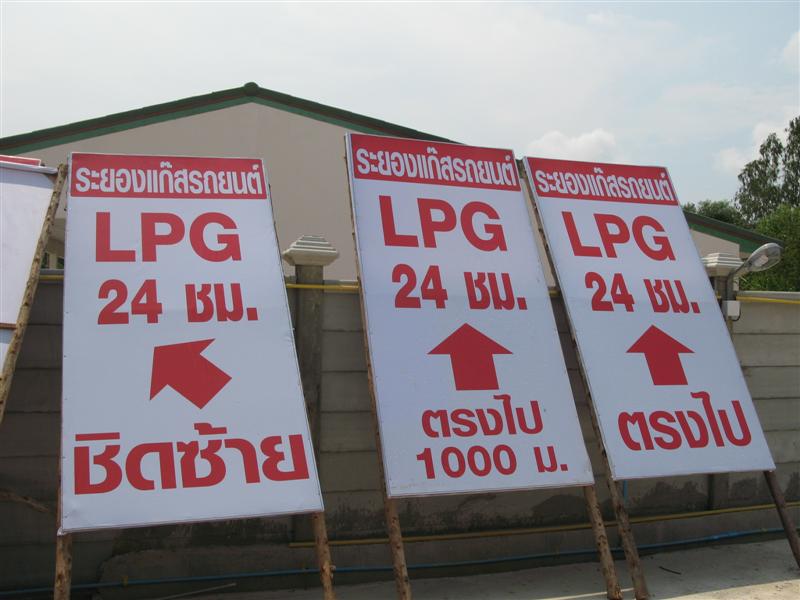 ระยองแก๊สรถยนต์
LPG
24 ชม.
ชิดซ้าย
ระยองแก๊สรถยนต์
LPG
24 ชม.
ตรงไป
1000 ม.
ระยองแก๊สรถยนต์
LPG
24 ชม.
ตรงไป